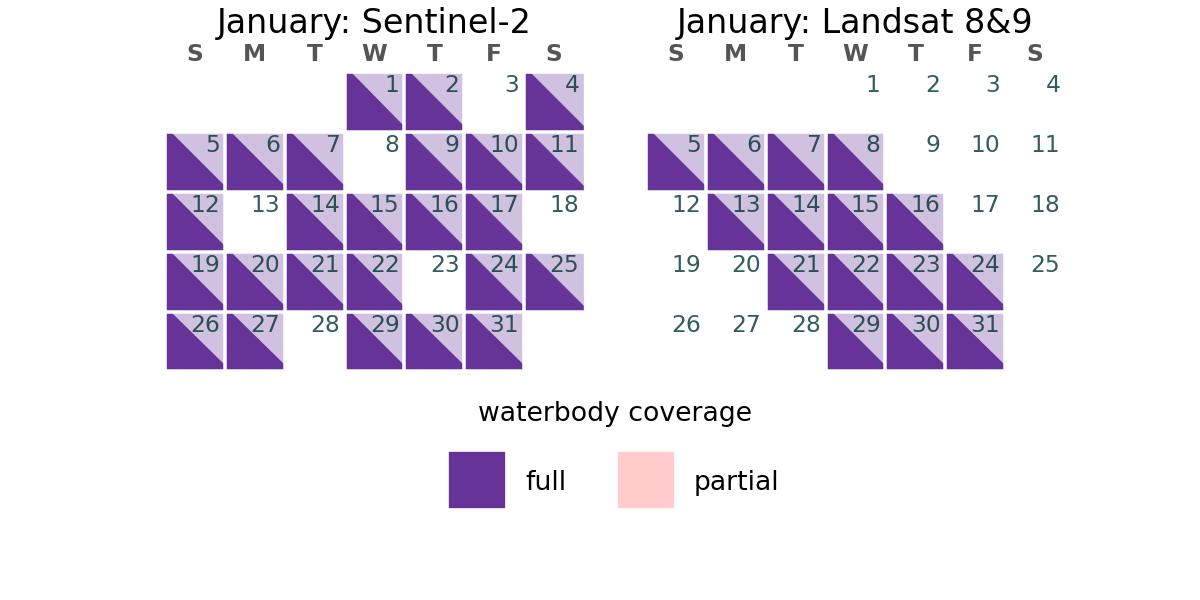 January: Sentinel-2
S M T W T F S
1 2 3 4
5 6 7 8 9 10 11
12 13 14 15 16 17 18
19 20 21 22 23 24 25
26 27 28 29 30 31
January: Landsat 8&9
S M T W T F S
1 2 3 4
5 6 7 8 9 10 11
12 13 14 15 16 17 18
19 20 21 22 23 24 25
26 27 28 29 30 31
waterbody coverage
full partial